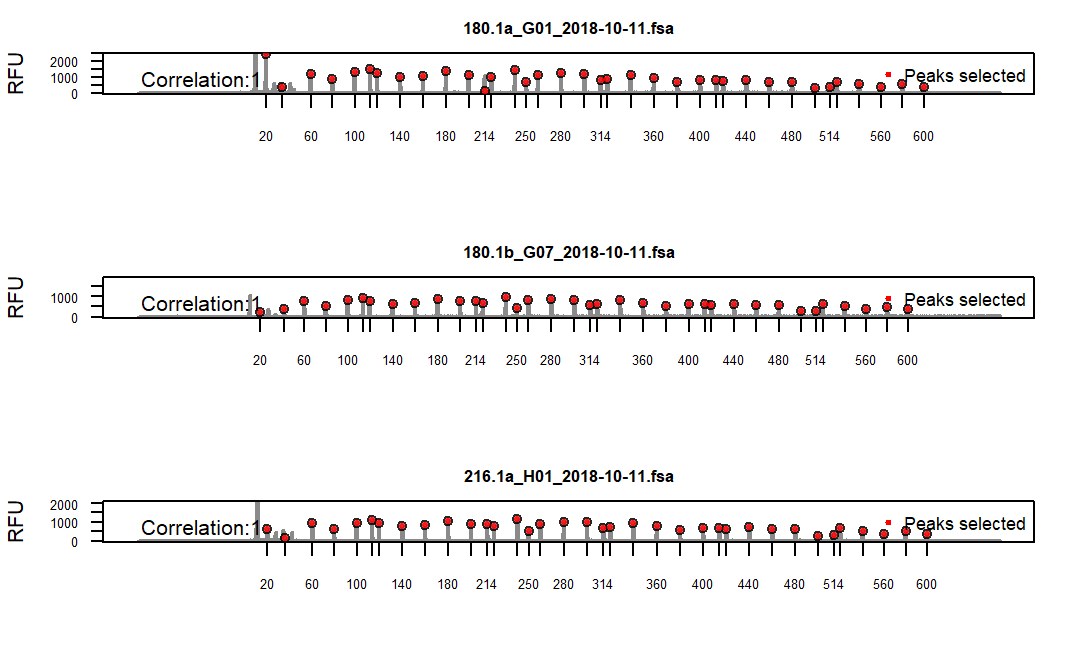 180.1a_G01_2018-10-11.fsa
RFU
2000
1000
0
Correlation:1
Peaks selected
20 60 100 140 180 214 250 280 314 360 400 440 480 514 560 600
180.1b_G07_2018-10-11.fsa
RFU
1000
0
Correlation:1
Peaks selected
20 60 100 140 180 214 250 280 314 360 400 440 480 514 560 600
216.1a_H01_2018-10-11.fsa
RFU
2000
1000
0
Correlation:1
Peaks selected
20 60 100 140 180 214 250 280 314 360 400 440 480 514 560 600